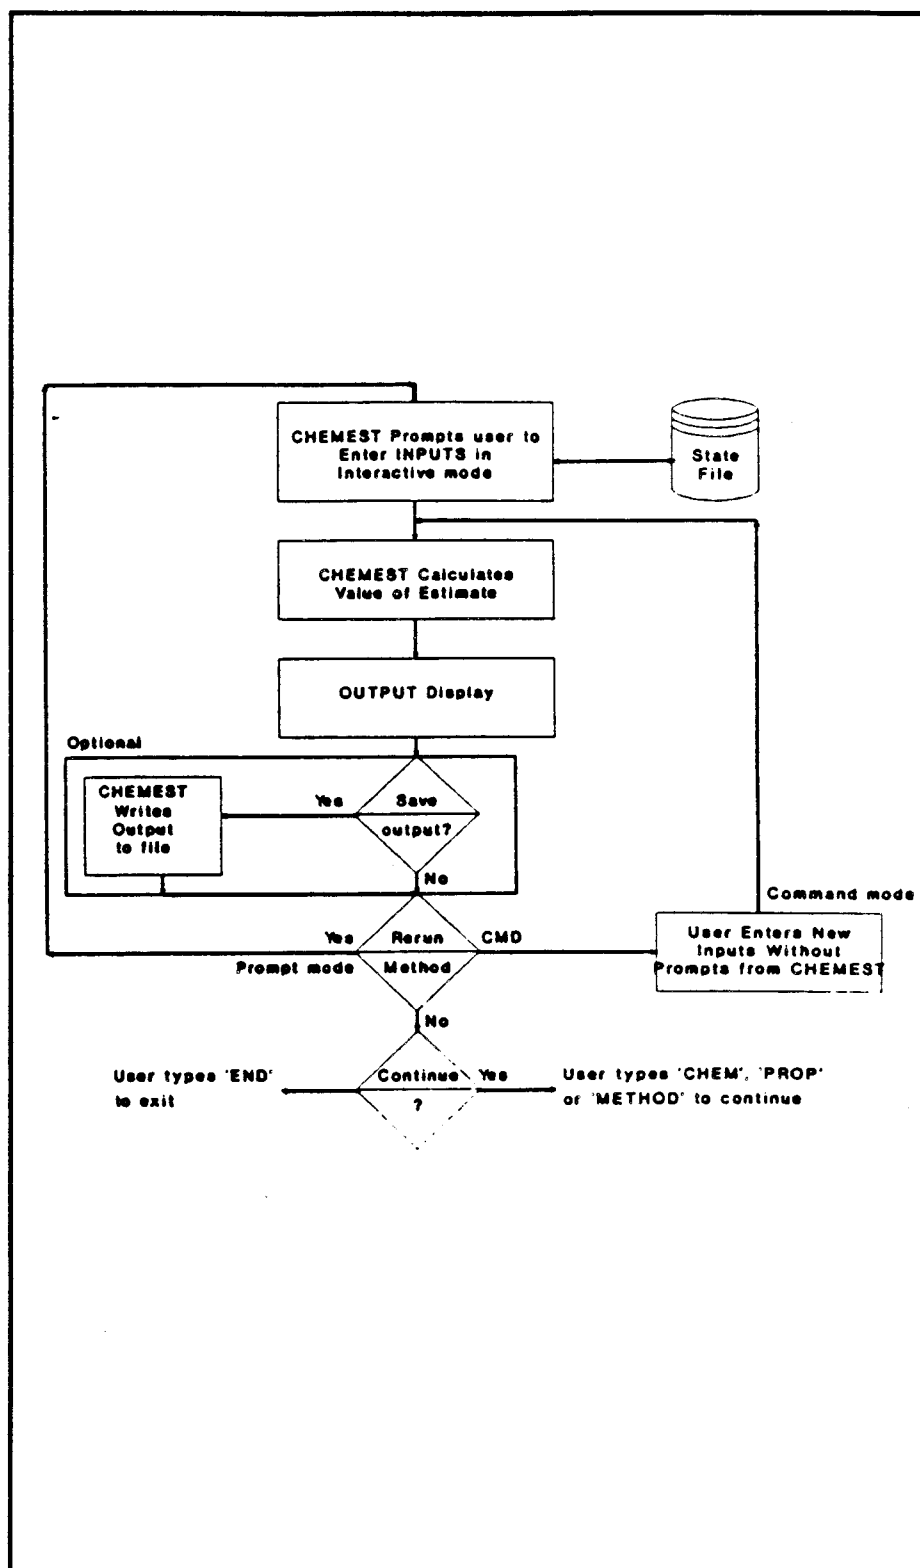 CHEMEST Prompts user to
Enter INPUTS in
Interactive mode
State
File
CHEMEST Calculates
Value of Estimate
OUTPUT Display
Optional
CHEMEST
Writes
Output
to file
Yes
Save
output?
No
Command mode
Yes
Rerun
CMD
Prompt mode
Method
User Enters New
Inputs Without
Prompts from CHEMEST
No
User types 'END'
to exit
Continue
?
Yes
User types 'CHEM', 'PROP'
or 'METHOD' to continue